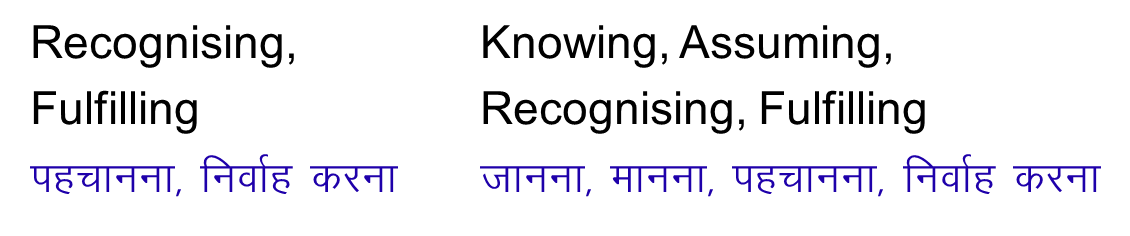 Recognising,
Fulfilling
पहचानना, निर्वाह करना
Knowing, Assuming,
Recognising, Fulfilling
जानना, मानना, पहचानना, निर्वाह करना